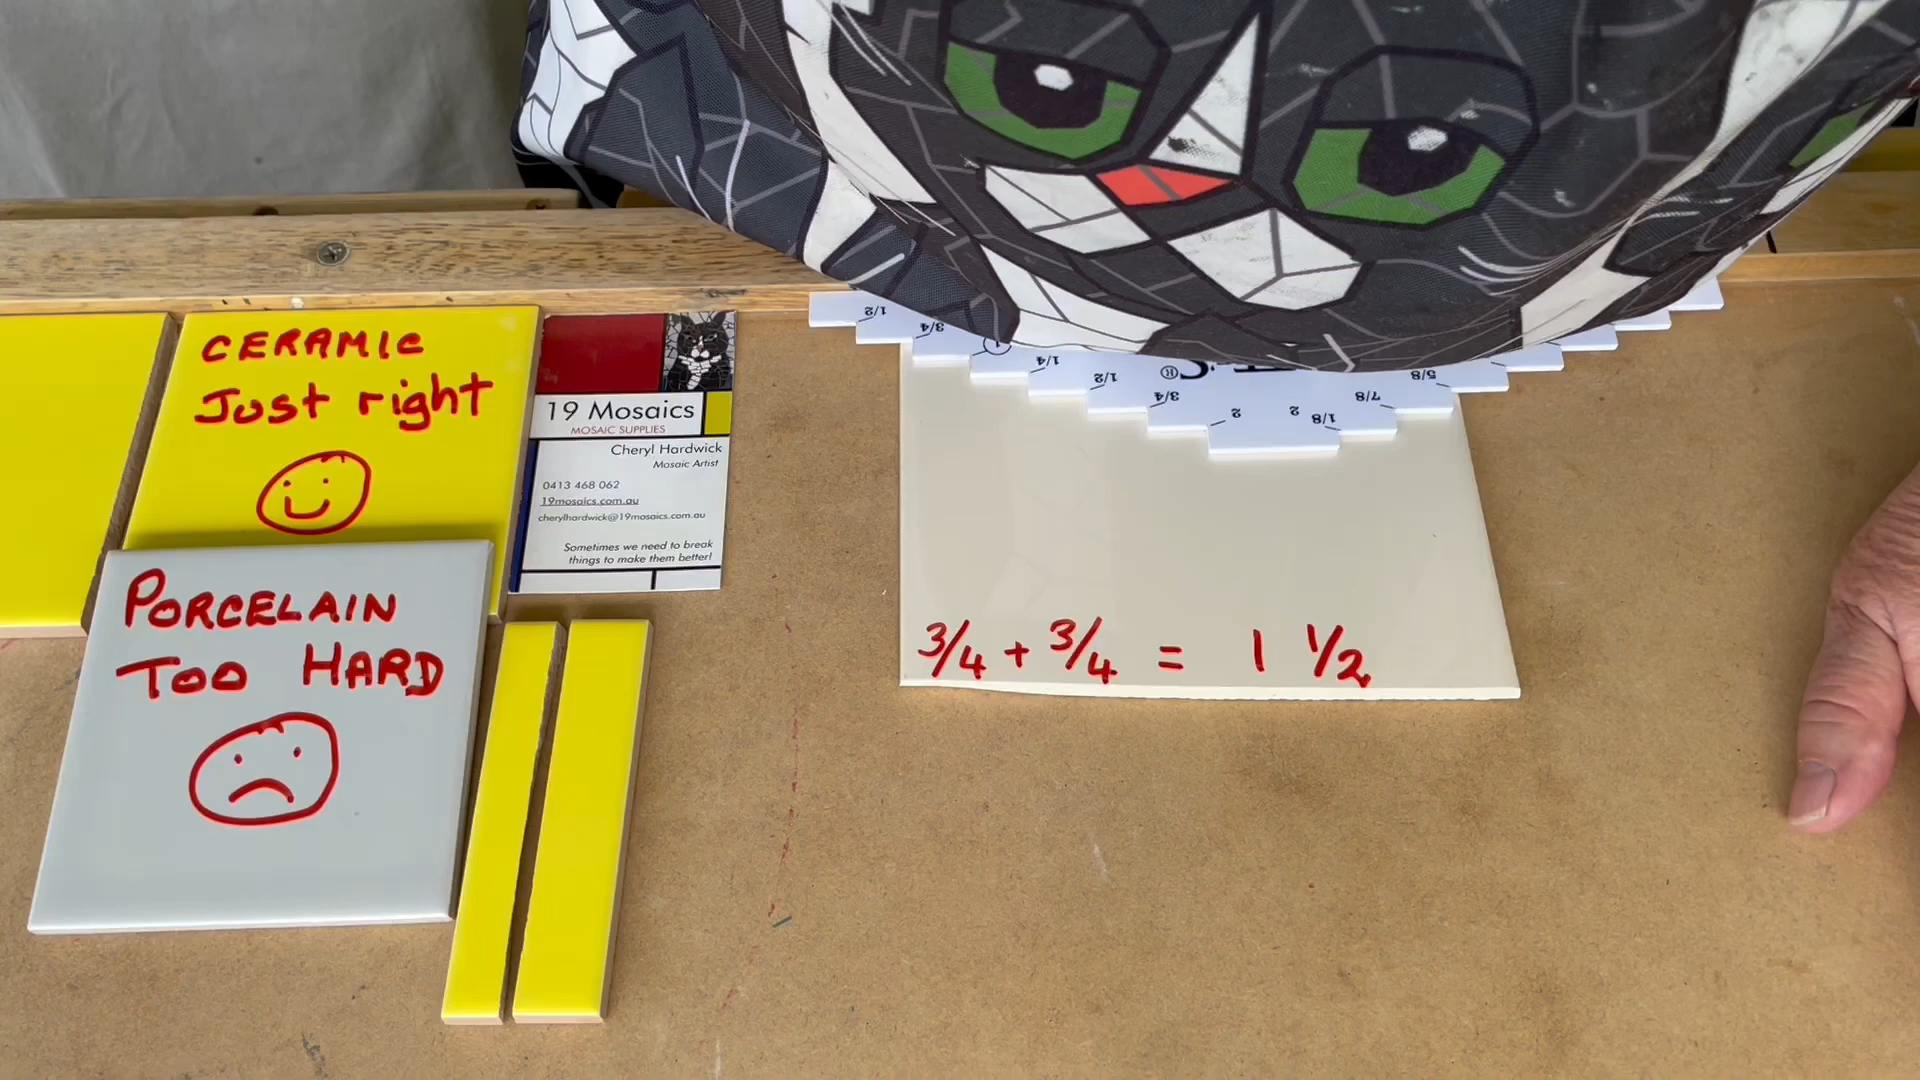 CERAMIC
Just right
PORCELAIN
TOO HARD
19 Mosaics
MOSAIC SUPPLIES
Cheryl Hardwick
Mosaic Artist
0413 468 062
19mosaics.com.au
cherylhardwick@19mosaics.com.au
Sometimes we need to break
things to make them better!
1/2
3/4
1
1/4
1/2
3/4
2
2
1/8
7/8
5/8
3/4 + 3/4 = 1 1/2